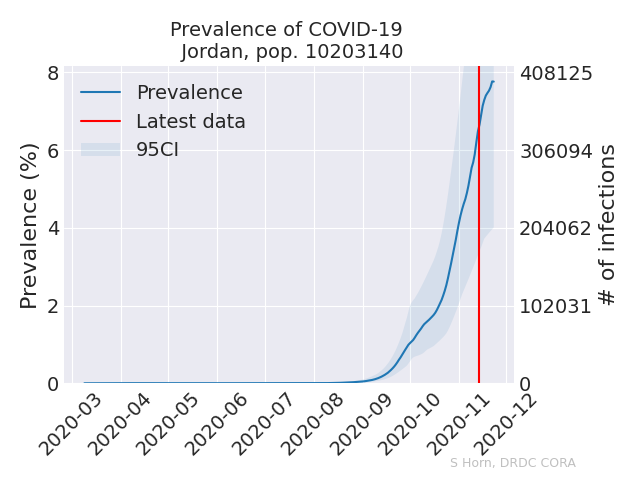 Prevalence of COVID-19
Jordan, pop. 10203140
Prevalence
Latest data
95CI
Prevalence (%)
8
6
4
2
0
408125
306094
204062
102031
0
# of infections
2020-03
2020-04
2020-05
2020-06
2020-07
2020-08
2020-09
2020-10
2020-11
2020-12
S Horn, DRDC CORA